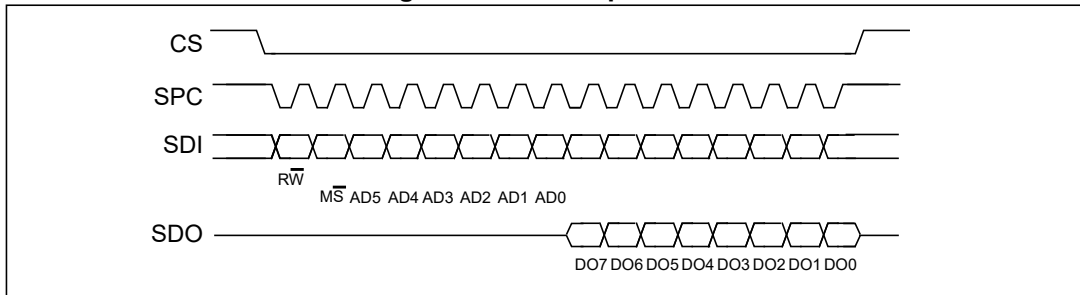 CS
SPC
SDI
RW̅
MS̅ AD5 AD4 AD3 AD2 AD1 AD0
SDO
DO7 DO6 DO5 DO4 DO3 DO2 DO1 DO0